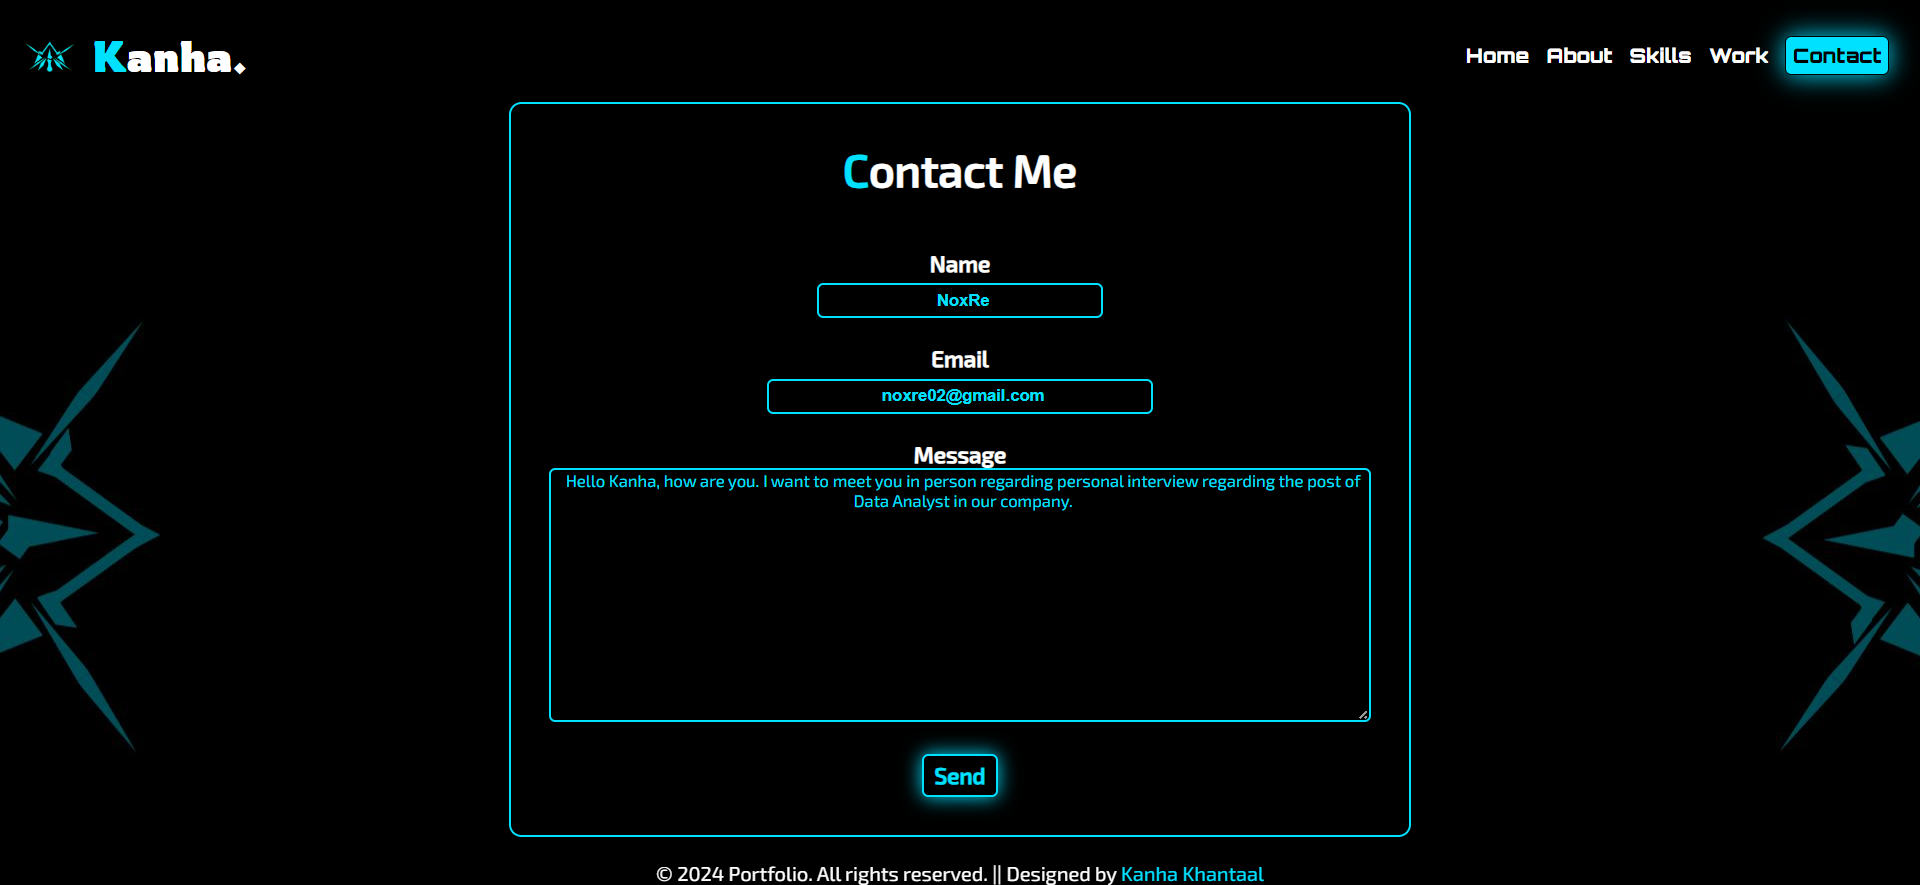 Kanha.
Home About Skills Work Contact
Contact Me
Name
NoxRe
Email
noxre02@gmail.com
Message
Hello Kanha, how are you. I want to meet you in person regarding personal interview regarding the post of
Data Analyst in our company.
Send
© 2024 Portfolio. All rights reserved. || Designed by Kanha Khantaal